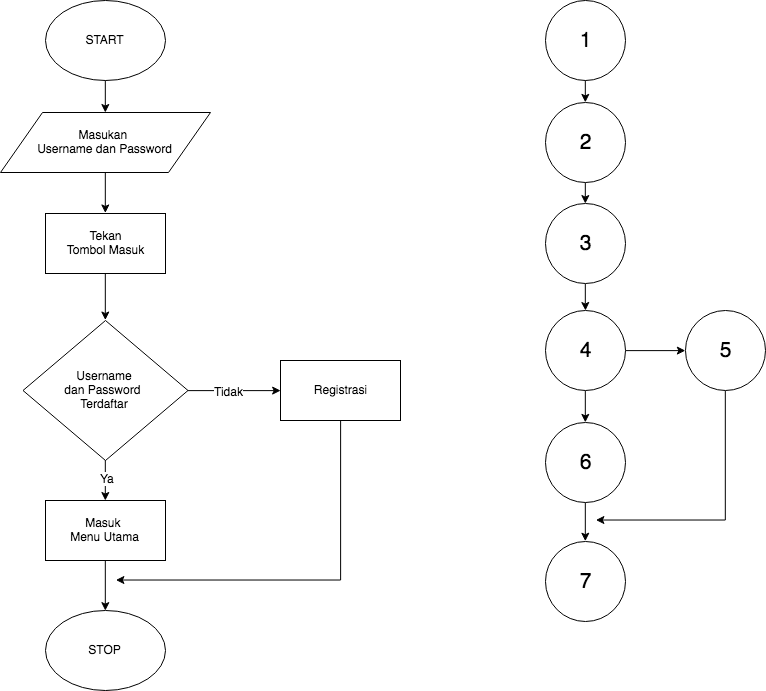 START
Masukan
Username dan Password
Tekan
Tombol Masuk
Username
dan Password
Terdaftar
Tidak
Registrasi
Ya
Masuk
Menu Utama
STOP
1
2
3
4
5
6
7